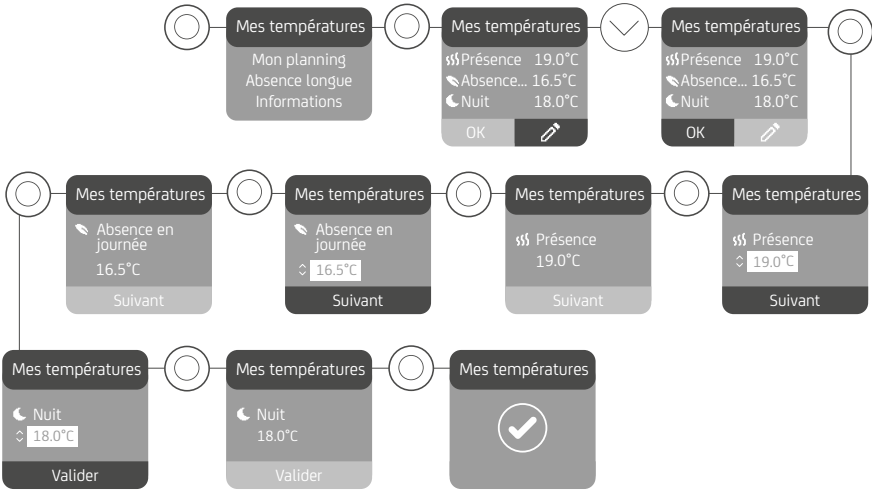 Mes températures
Mon planning
Absence longue
Informations
Mes températures
Présence 19.0°C
Absence... 16.5°C
Nuit 18.0°C
OK
Mes températures
Présence 19.0°C
Absence... 16.5°C
Nuit 18.0°C
OK
Mes températures
Absence en
journée
16.5°C
Suivant
Mes températures
Absence en
journée
16.5°C
Suivant
Mes températures
Présence
19.0°C
Suivant
Mes températures
Présence
19.0°C
Suivant
Mes températures
Nuit
18.0°C
Valider
Mes températures
Nuit
18.0°C
Valider
Mes températures